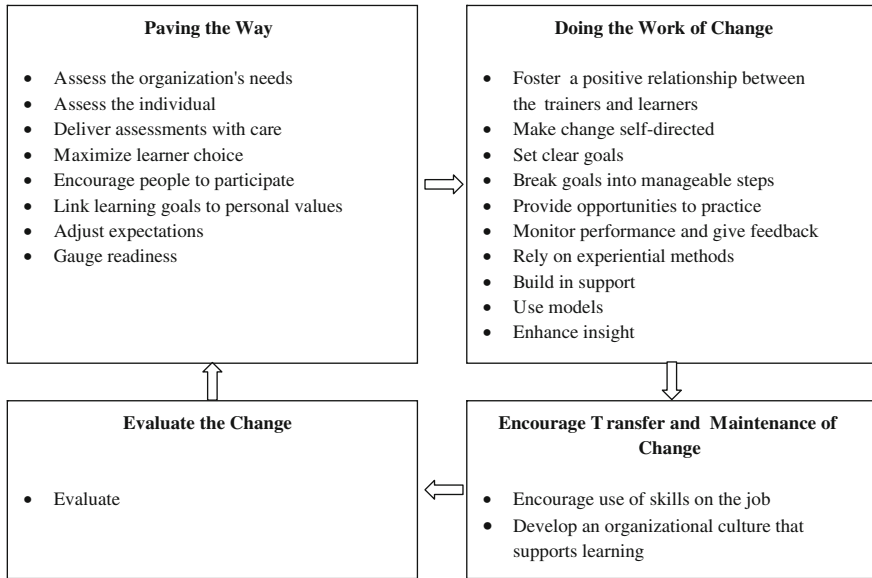 Paving the Way
• Assess the organization's needs
• Assess the individual
• Deliver assessments with care
• Maximize learner choice
• Encourage people to participate
• Link learning goals to personal values
• Adjust expectations
• Gauge readiness
Doing the Work of Change
• Foster a positive relationship between
the trainers and learners
• Make change self-directed
• Set clear goals
• Break goals into manageable steps
• Provide opportunities to practice
• Monitor performance and give feedback
• Rely on experiential methods
• Build in support
• Use models
• Enhance insight
Encourage Transfer and Maintenance of
Change
• Encourage use of skills on the job
• Develop an organizational culture that
supports learning
Evaluate the Change
• Evaluate